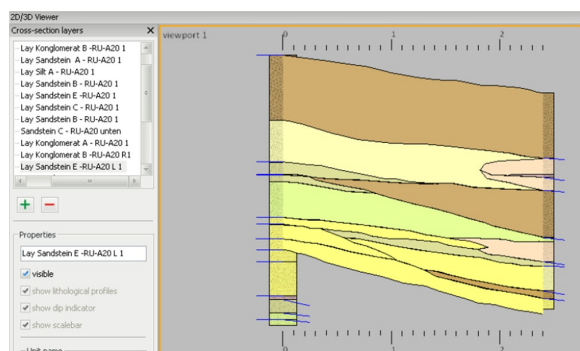 2D/3D Viewer
Cross-section layers
Lay Konglomerat B -RU-A20 1
Lay Sandstein A - RU-A20 1
Lay Silt A - RU-A20 1
Lay Sandstein B - RU-A20 1
Lay Sandstein E -RU-A20 1
Lay Sandstein C - RU-A20 1
Lay Sandstein B - RU-A20 1
Sandstein C - RU-A20 unten
Lay Konglomerat A - RU-A20 1
Lay Konglomerat B -RU-A20 R1
Lay Sandstein E -RU-A20 L 1
Properties
Lay Sandstein E -RU-A20 L 1
visible
show lithological profiles
show dip indicator
show scalebar
Unit name
viewport 1
0 1 2
0 1 2